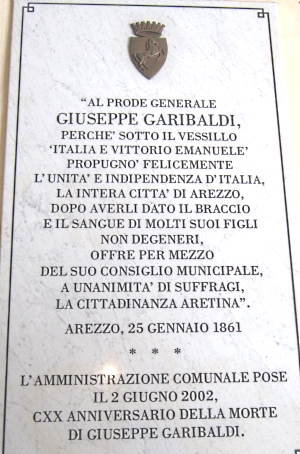 “AL PRODE GENERALE
GIUSEPPE GARIBALDI,
PERCHE’ SOTTO IL VESSILLO
‘ITALIA E VITTORIO EMANUELE’
PROPUGNO’ FELICEMENTE
L’UNITA’ E INDIPENDENZA D’ITALIA,
LA INTERA CITTA’ DI AREZZO,
DOPO AVERLI DATO IL BRACCIO
E IL SANGUE DI MOLTI SUOI FIGLI
NON DEGENERI,
OFFRE PER MEZZO
DEL SUO CONSIGLIO MUNICIPALE,
A UNANIMITA’ DI SUFFRAGI,
LA CITTADINANZA ARETINA”.
AREZZO, 25 GENNAIO 1861
* * *
L’AMMINISTRAZIONE COMUNALE POSE
IL 2 GIUGNO 2002,
CXX ANNIVERSARIO DELLA MORTE
DI GIUSEPPE GARIBALDI.